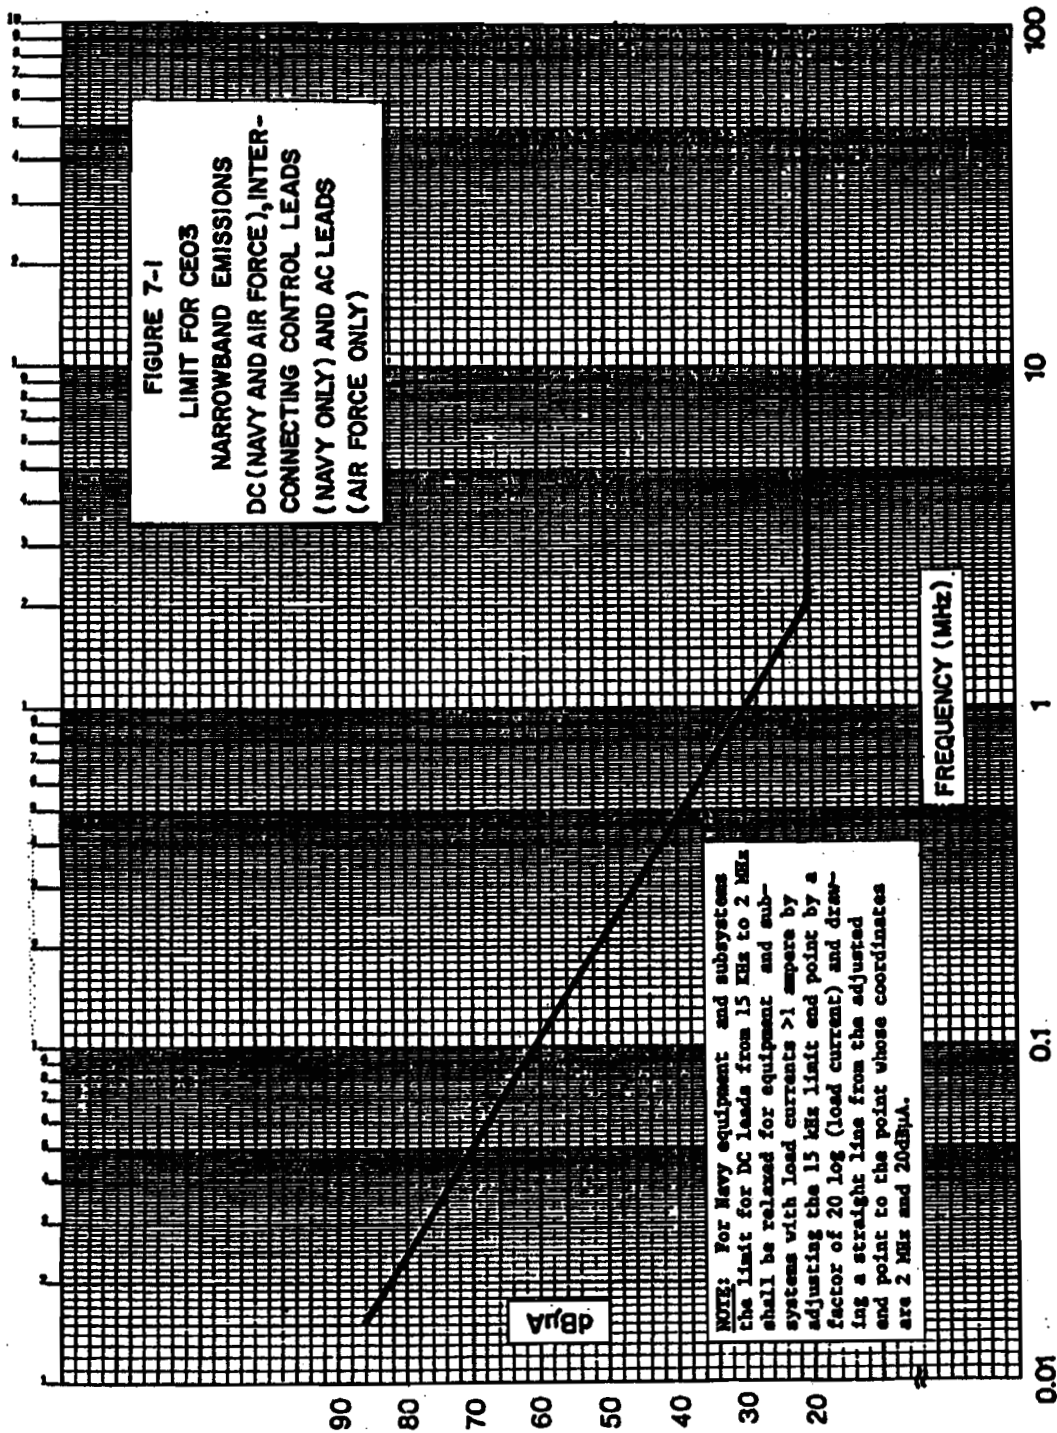 FIGURE 7-1
LIMIT FOR CE03
NARROWBAND EMISSIONS
DC (NAVY AND AIR FORCE), INTER-
CONNECTING CONTROL LEADS
(NAVY ONLY) AND AC LEADS
(AIR FORCE ONLY)
90
80
70
60
50
40
30
20
dBµA
NOTE: For Navy equipment and subsystems
the limit for DC leads from 15 KHz to 2 MHz
shall be relaxed for equipment and sub-
systems with load currents >1 ampere by
adjusting the 15 kHz limit end point by a
factor of 20 log (load current) and draw-
ing a straight line from the adjusted
end point to the point whose coordinates
are 2 MHz and 20dBµA.
0.01
0.1
1
10
100
FREQUENCY (MHz)